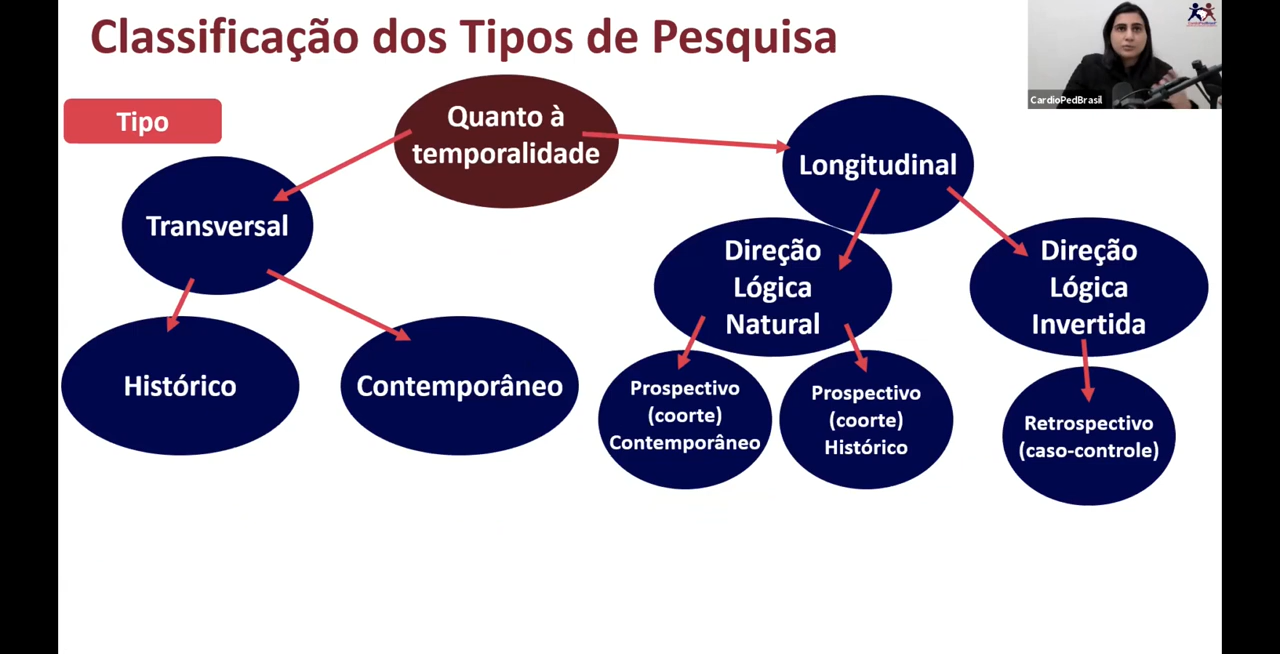 Classificação dos Tipos de Pesquisa
CardioPedBrasil
Tipo
Quanto à
temporalidade
Longitudinal
Transversal
Direção
Lógica
Natural
Direção
Lógica
Invertida
Histórico
Contemporâneo
Prospectivo
(coorte)
Contemporâneo
Prospectivo
(coorte)
Histórico
Retrospectivo
(caso-controle)